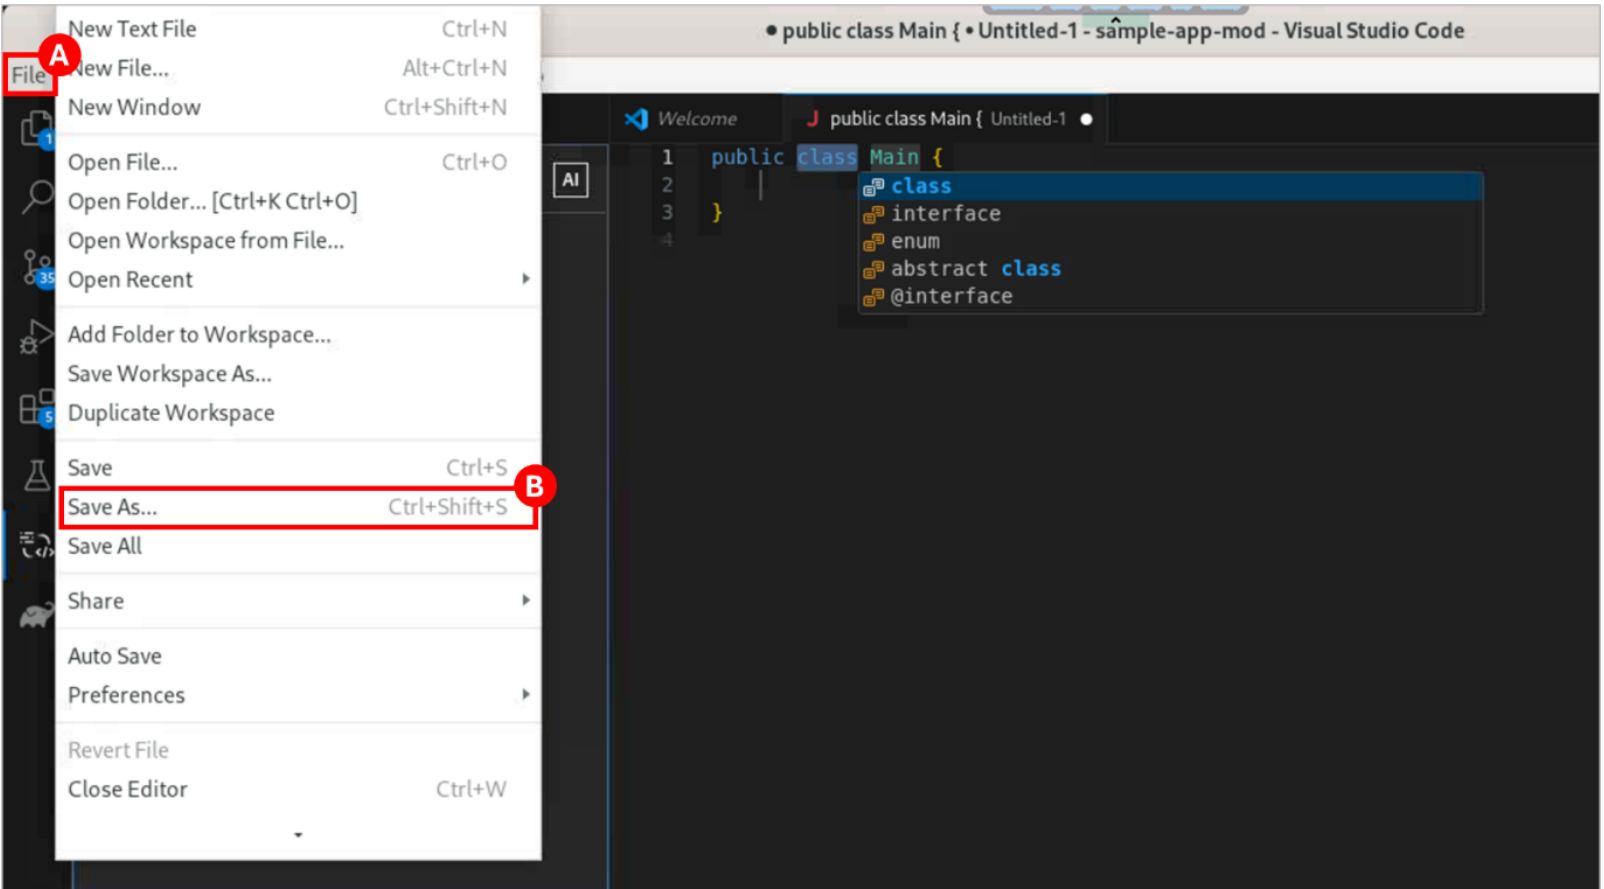 ● public class Main { • Untitled-1 - sample-app-mod - Visual Studio Code
File
A
New Text File Ctrl+N
New File... Alt+Ctrl+N
New Window Ctrl+Shift+N
Open File... Ctrl+O
Open Folder... [Ctrl+K Ctrl+O]
Open Workspace from File...
Open Recent
Add Folder to Workspace...
Save Workspace As...
Duplicate Workspace
Save Ctrl+S
B
Save As... Ctrl+Shift+S
Save All
Share
Auto Save
Preferences
Revert File
Close Editor Ctrl+W
1
35
5
AI
Welcome
J public class Main { Untitled-1 ●
1 public class Main {
2
3 }
4
class
interface
enum
abstract class
@interface